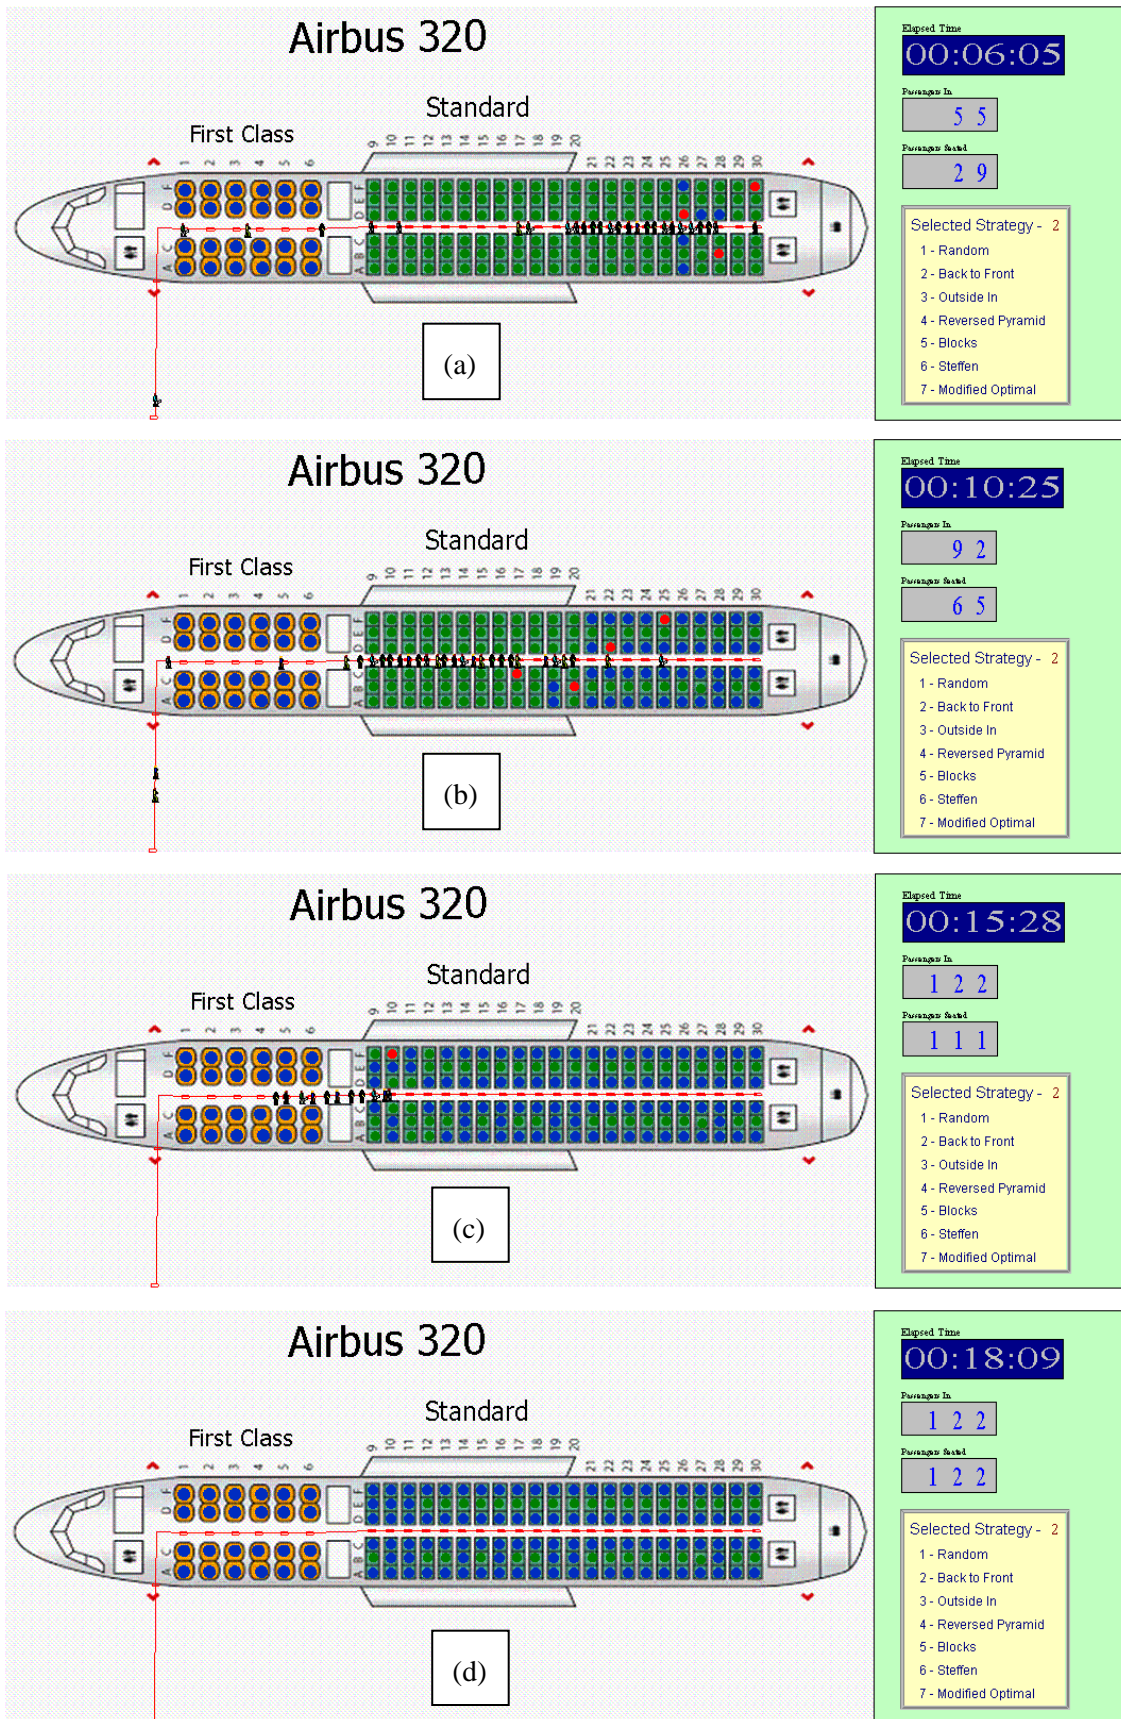 Airbus 320
Standard
First Class
1 2 3 4 5 6 9 10 11 12 13 14 15 16 17 18 19 20 21 22 23 24 25 26 27 28 29 30
F
D
F
E
D
C
A
C
B
A
(a)
Elapsed Time
00:06:05
Passengers In
5 5
Passengers Seated
2 9
Selected Strategy - 2
1 - Random
2 - Back to Front
3 - Outside In
4 - Reversed Pyramid
5 - Blocks
6 - Steffen
7 - Modified Optimal
Airbus 320
Standard
First Class
1 2 3 4 5 6 9 10 11 12 13 14 15 16 17 18 19 20 21 22 23 24 25 26 27 28 29 30
F
D
F
E
D
C
A
C
B
A
(b)
Elapsed Time
00:10:25
Passengers In
9 2
Passengers Seated
6 5
Selected Strategy - 2
1 - Random
2 - Back to Front
3 - Outside In
4 - Reversed Pyramid
5 - Blocks
6 - Steffen
7 - Modified Optimal
Airbus 320
Standard
First Class
1 2 3 4 5 6 9 10 11 12 13 14 15 16 17 18 19 20 21 22 23 24 25 26 27 28 29 30
F
D
F
E
D
C
A
C
B
A
(c)
Elapsed Time
00:15:28
Passengers In
1 2 2
Passengers Seated
1 1 1
Selected Strategy - 2
1 - Random
2 - Back to Front
3 - Outside In
4 - Reversed Pyramid
5 - Blocks
6 - Steffen
7 - Modified Optimal
Airbus 320
Standard
First Class
1 2 3 4 5 6 9 10 11 12 13 14 15 16 17 18 19 20 21 22 23 24 25 26 27 28 29 30
F
D
F
E
D
C
A
C
B
A
(d)
Elapsed Time
00:18:09
Passengers In
1 2 2
Passengers Seated
1 2 2
Selected Strategy - 2
1 - Random
2 - Back to Front
3 - Outside In
4 - Reversed Pyramid
5 - Blocks
6 - Steffen
7 - Modified Optimal